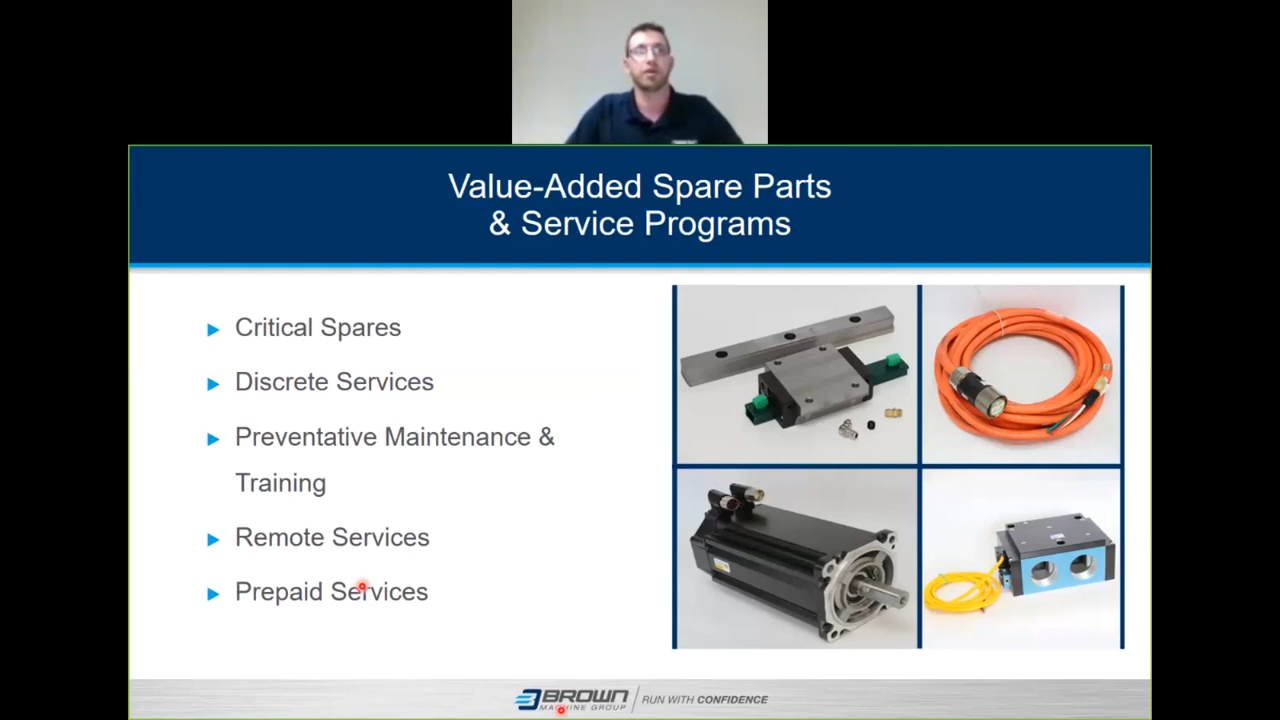 Value-Added Spare Parts
& Service Programs
Critical Spares
Discrete Services
Preventative Maintenance &
Training
Remote Services
Prepaid Services
BROWN
MACHINE GROUP
RUN WITH CONFIDENCE